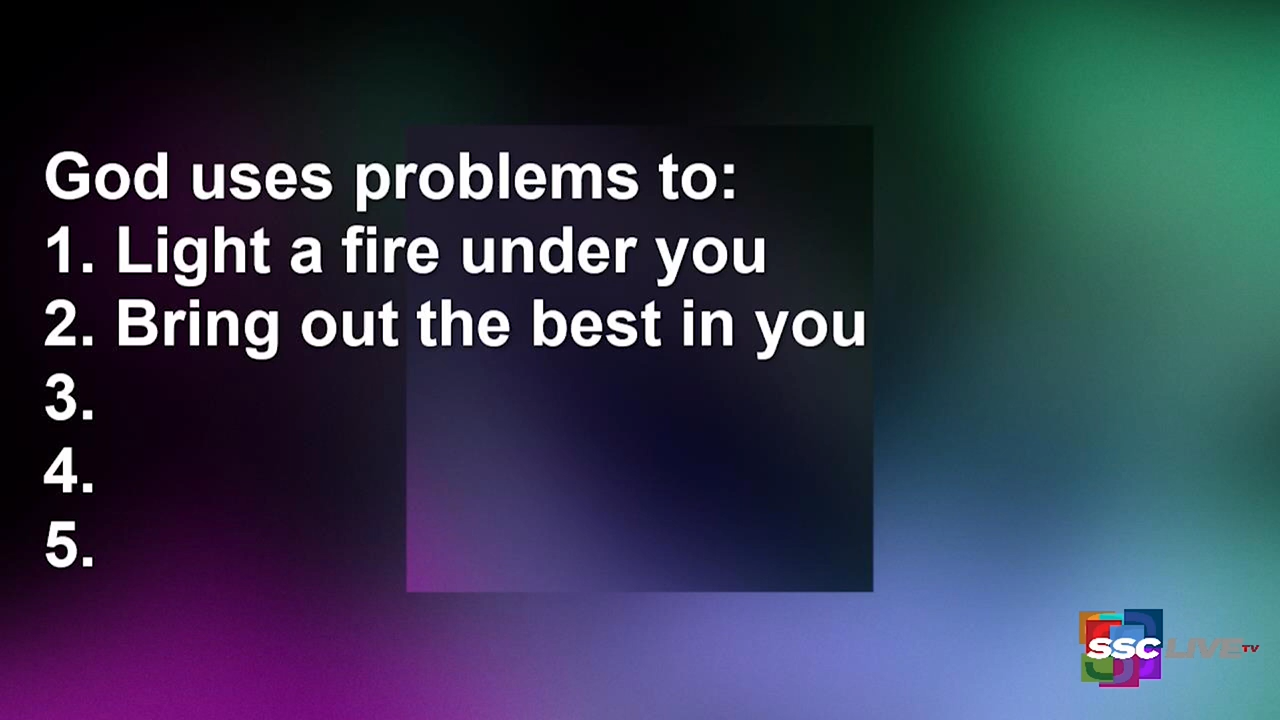 God uses problems to:
1. Light a fire under you
2. Bring out the best in you
3.
4.
5.
SSC LIVE TV